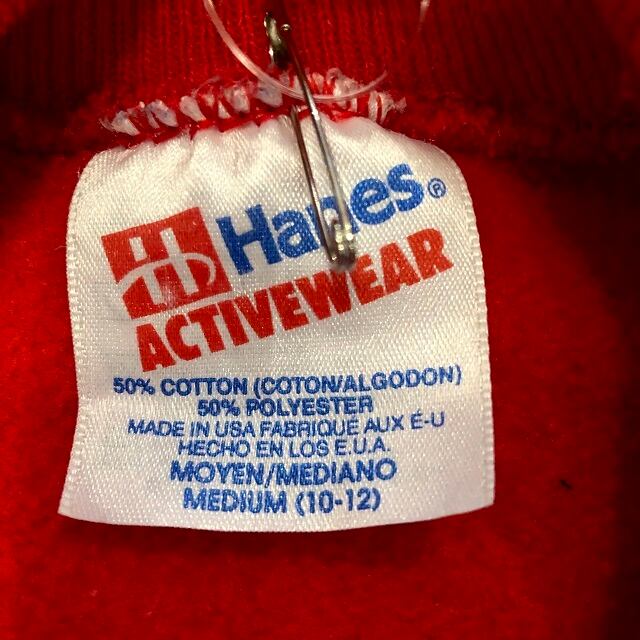 Hanes®
ACTIVEWEAR
50% COTTON (COTON/ALGODON)
50% POLYESTER
MADE IN USA FABRIQUE AUX É-U
HECHO EN LOS E.U.A.
MOYEN/MEDIANO
MEDIUM (10-12)